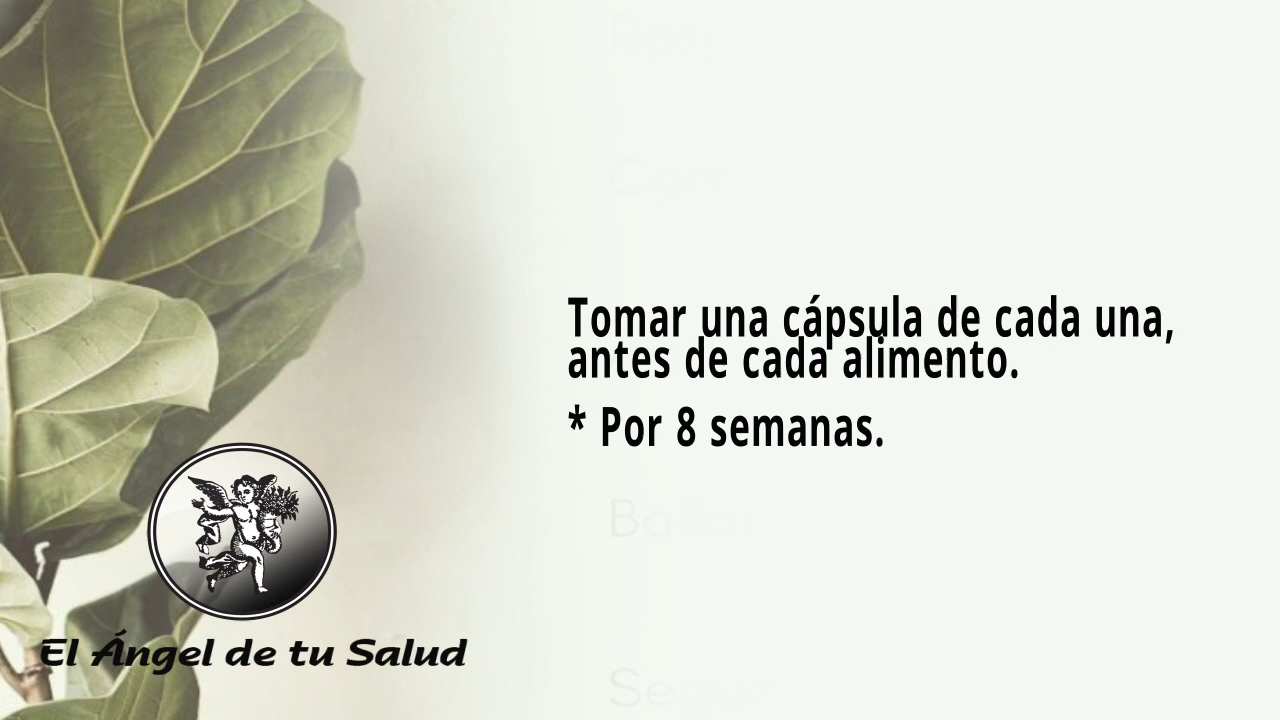 Tomar una cápsula de cada una,
antes de cada alimento.
* Por 8 semanas.
El Ángel de tu Salud